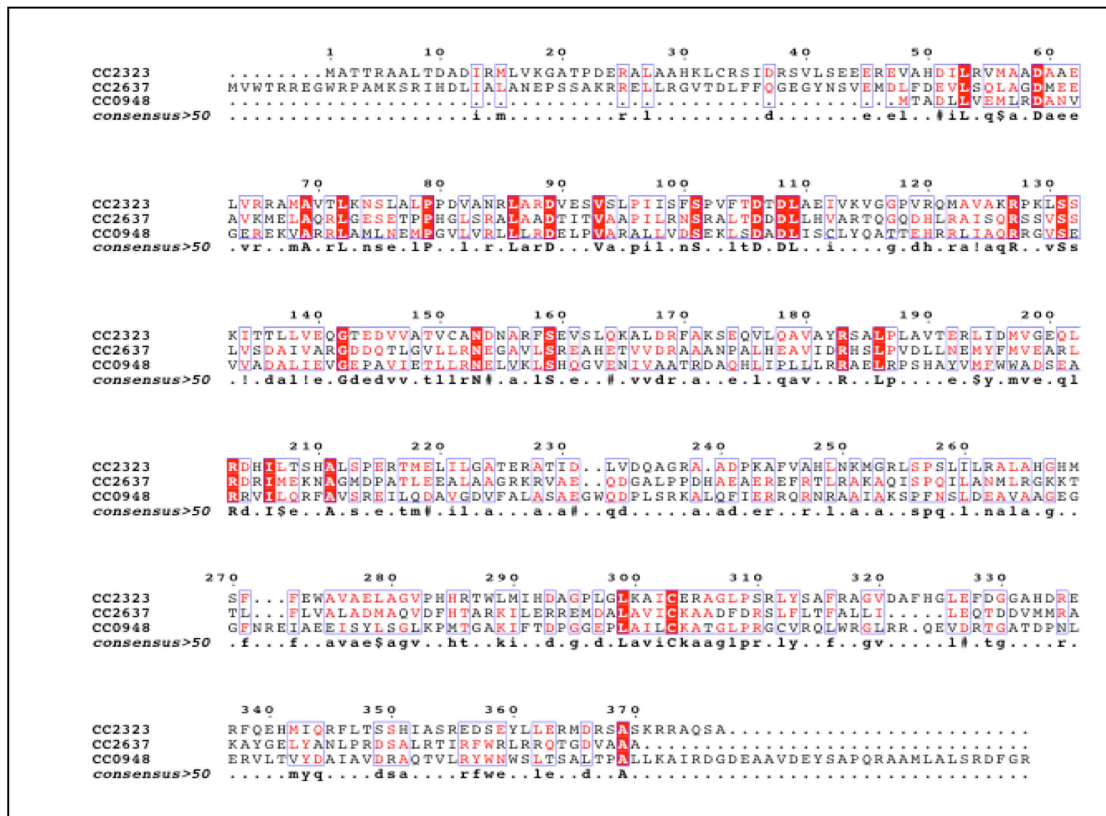 1 10 20 30 40 50 60
CC2323 ........MATTRAALTDADIRMLVKGATPDERALAAHKLCRSIDRSVLSEEEREVAHDILRVMAADAAE
CC2637 MVWTRREGWRPAMKSRIHDLIALANEPSSAKRRELLRGVTDLFFQGEGYNSVEMDLFDEVLSQLAGDMEE
CC0948 .......................................................MTADLLVEMLRDANV
consensus>50 ....................i.m.........r.l.........d.......e.el..#iL.q$a.Daee
70 80 90 100 110 120 130
CC2323 LVRRAMAVTLKNSLALPPDVANRLARDVESVSLPIISFSPVFTDTDLAEIVKVGGPVRQMAVAKRPKLSS
CC2637 AVKMELAQRLGESETPPHGLSRALAADTITVAAPILRNSRALTDDDLLHVARTQGQDHLRAISQRSSVSS
CC0948 GEREKVARRLAMLNEMPGVLVRLLLRDELPVARALLVDSEKLSDADLISCLYQATTEHRRLIAQRRGVSE
consensus>50 .vr..mA.rL.nse.lP..l.r.LarD...Va.pil.nS..ltD.DL..i....g.dh.ra!aqR..vSs
140 150 160 170 180 190 200
CC2323 KITTLLVEQGTEDVVATVCANDNARFSEVSLQKALDRFAKSEQVLQAVAYRSALPLAVTERLIDMVGEQL
CC2637 LVSDAIVARGDDQTLGVLLRNEGAVLSREAHETVVDRAAANPALHEAVIDRHSLPVDLLNEMYFMVEARL
CC0948 VVADALIEVGEPAVIETLLRNELVKLSHQGVENIVAATRDAQHLIPLLLRRAELRPSHAYVMFWWADSEA
consensus>50 .!.dal!e.Gdedvv.tllrN#.a.lS.e..#.vvdr.a..e.l.qav..R..Lp....e.$y.mve.ql
210 220 230 240 250 260
CC2323 RDHILTSHALSPERTMELILGATERATID..LVDQAGRA.ADPKAFVAHLNKMGRLSPSLILRALAHGHM
CC2637 RDRIMEKNAGMDPATLEEALAAGRKRVAE..QDGALPPDHAEAEREFRTLRAKAQISPQILANMLRGKKT
CC0948 RRVILQRFAVSREILQDAVGDVFALASAEGWQDPLSRKALQFIERRQRNRAAIAKSPFNSLDEAVAAGEG
consensus>50 Rd.I$e..A.s.e.tm#.il.a....a.a#..qd.....a.ad.er..r.l.a..a..spq.l.nala.g..
270 280 290 300 310 320 330
CC2323 SF...FEWAVAELAGVPHHRTWLMIHDAGPLGLKAICERAGLPSRLYSAFRAGVDAFHGLEFDGGAHDRE
CC2637 TL...FLVALADMAQVDFHTARKILERREMDALAVICKAADFDRSLFLTFALLI.....LEQTDDVMMRA
CC0948 GFNREIAEEISYLSGLKPMTGAKIFTDPGGEPLAILCKATGLPRGCVRQLWRGLRR.QEVDRTGATDPNL
consensus>50 .f...f..avae$agv..ht..ki..d.g.d.LaviCkaaglpr.ly..f..gv.....l#.tg....r.
340 350 360 370
CC2323 RFQEHMIQRFLTSSHIASREDSEYLLERMDRSASKRRAQSA.........................
CC2637 KAYGELYANLPRDSALRTIRFWRLRRQTGDVAAA................................
CC0948 ERVLTVYDAIAVDRAQTVLRYWNWSLTSALTPALLKAIRDGDEAAVDEYSAPQRAAMLALSRDFGR
consensus>50 .....myq....dsa...rfwe..le..d..A................................